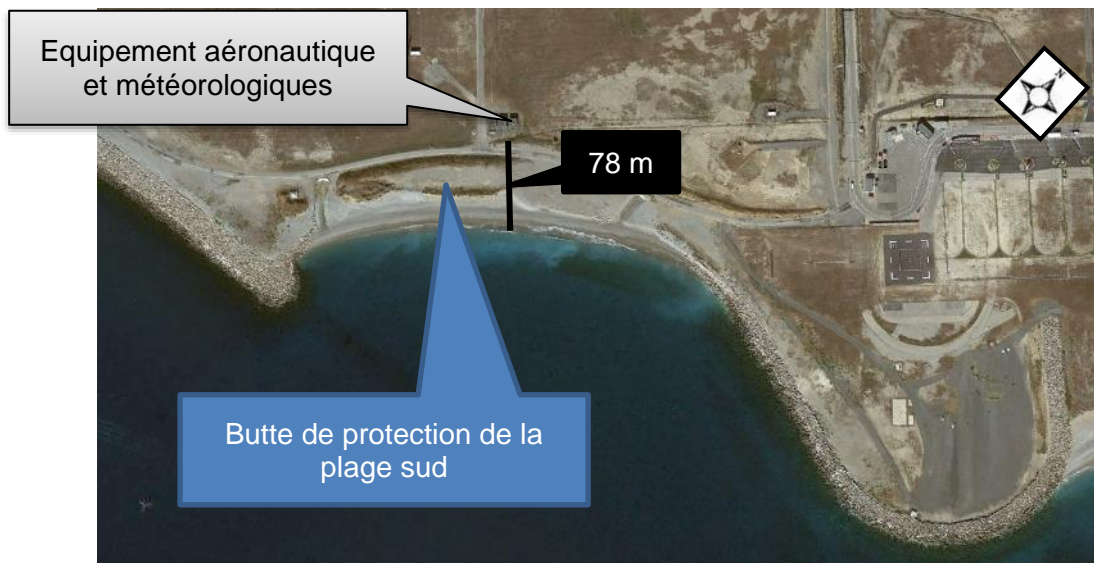 Equipement aéronautique
et météorologiques
N
78 m
Butte de protection de la
plage sud